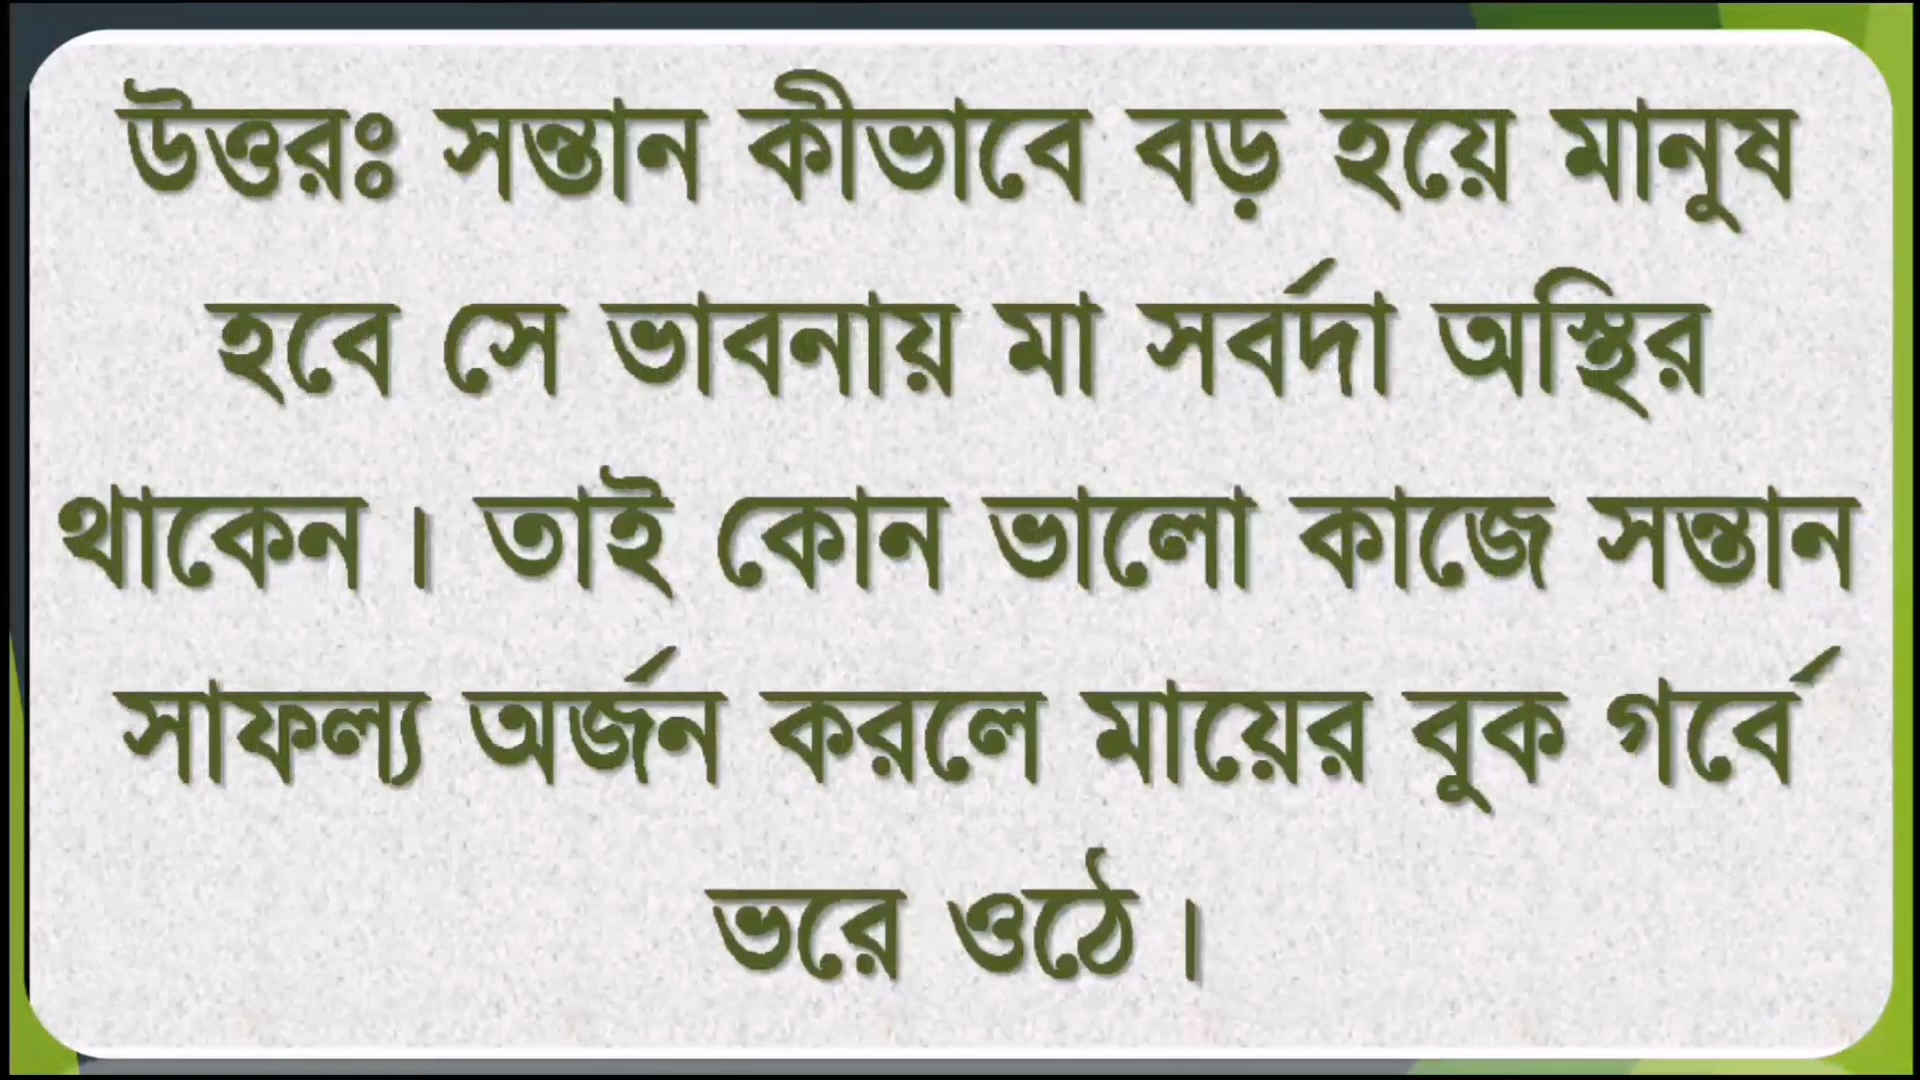 উত্তরঃ সন্তান কীভাবে বড় হয়ে মানুষ
হবে সে ভাবনায় মা সর্বদা অস্থির
থাকেন। তাই কোন ভালো কাজে সন্তান
সাফল্য অর্জন করলে মায়ের বুক গর্বে
ভরে ওঠে।